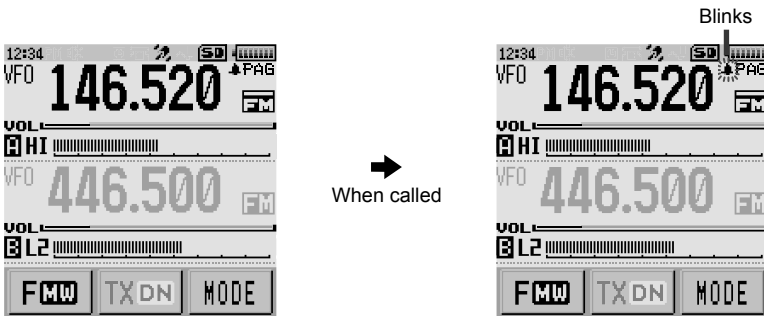 Blinks
12:34 SD
VFO 146.520 PAG
FM
VOL
A HI
VFO 446.500 FM
VOL
B L2
F MW TX DN MODE
When called
12:34 SD
VFO 146.520 PAG
FM
VOL
A HI
VFO 446.500 FM
VOL
B L2
F MW TX DN MODE